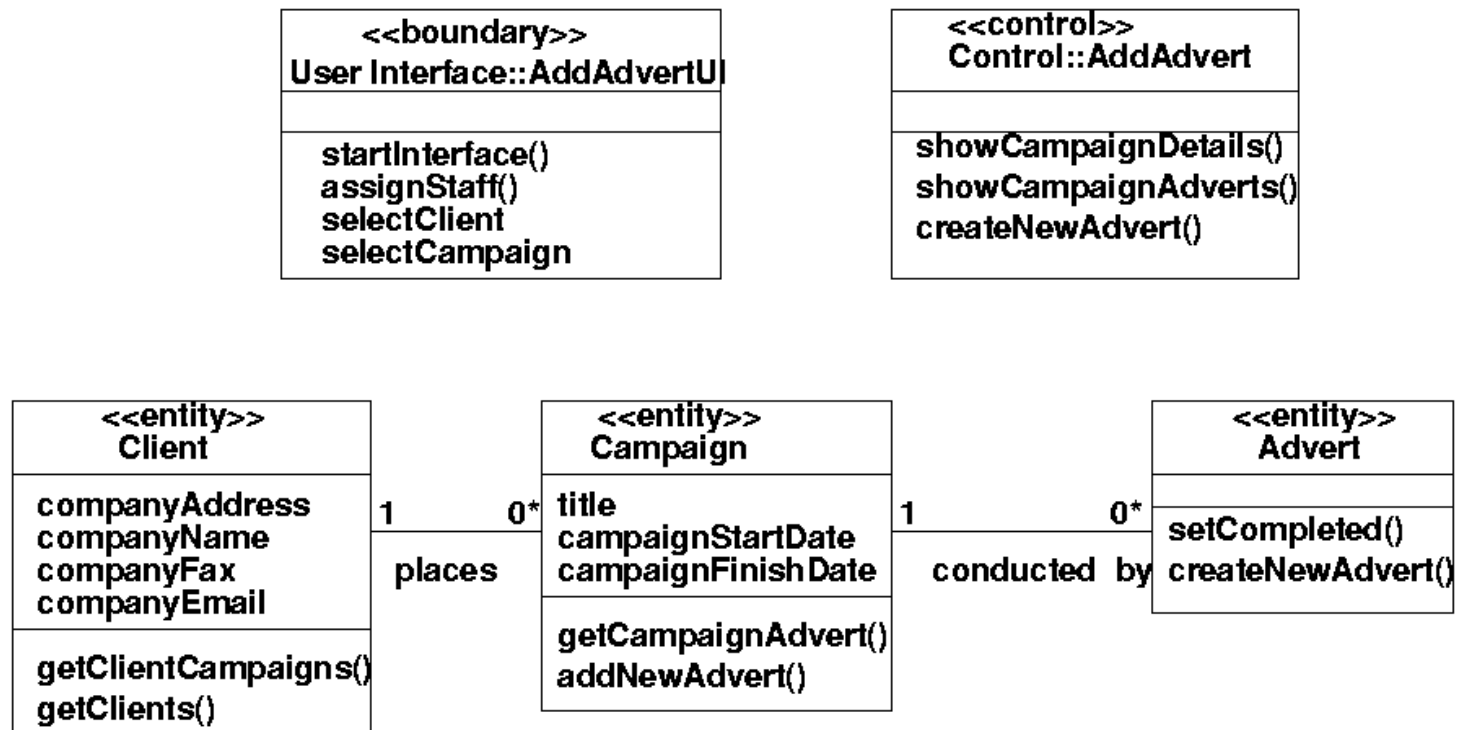 <<boundary>>
User Interface::AddAdvertUI
startInterface()
assignStaff()
selectClient
selectCampaign
<<control>>
Control::AddAdvert
showCampaignDetails()
showCampaignAdverts()
createNewAdvert()
<<entity>>
Client
companyAddress
companyName
companyFax
companyEmail
getClientCampaigns()
getClients()
1
0*
places
<<entity>>
Campaign
title
campaignStartDate
campaignFinishDate
getCampaignAdvert()
addNewAdvert()
1
0*
conducted by
<<entity>>
Advert
setCompleted()
createNewAdvert()